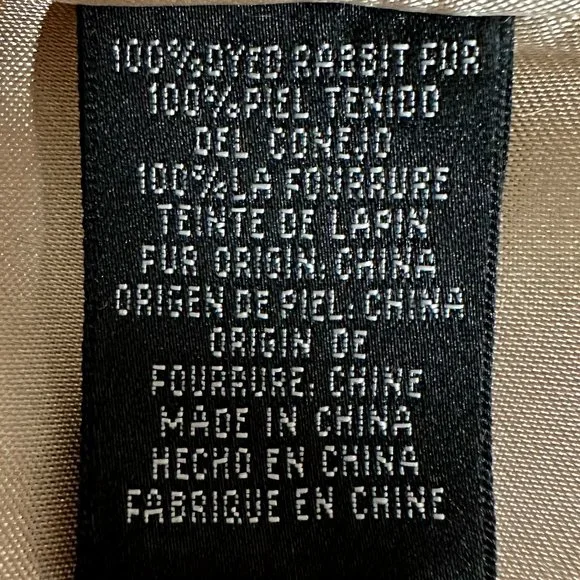 100%DYED RABBIT FUR
100%PIEL TENIDO
DEL CONEJO
100%LA FOURRURE
TEINTE DE LAPIN
FUR ORIGIN: CHINA
ORIGEN DE PIEL: CHINA
ORIGIN DE
FOURRURE: CHINE
MADE IN CHINA
HECHO EN CHINA
FABRIQUE EN CHINE